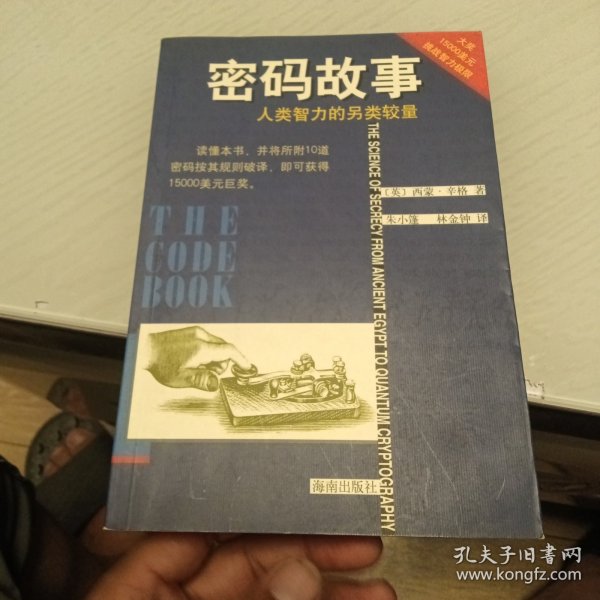 大奖
15000美元
挑战智力极限
密码故事
人类智力的另类较量
读懂本书，并将所附10道
密码按其规则破译，即可获得
15000美元巨奖。
〔英〕西蒙·辛格 著
朱小篷 林金钟 译
THE
CODE
BOOK
THE SCIENCE OF SECRECY FROM ANCIENT EGYPT TO QUANTUM CRYPTOGRAPHY
海南出版社
孔夫子旧书网
www.kongfz.com